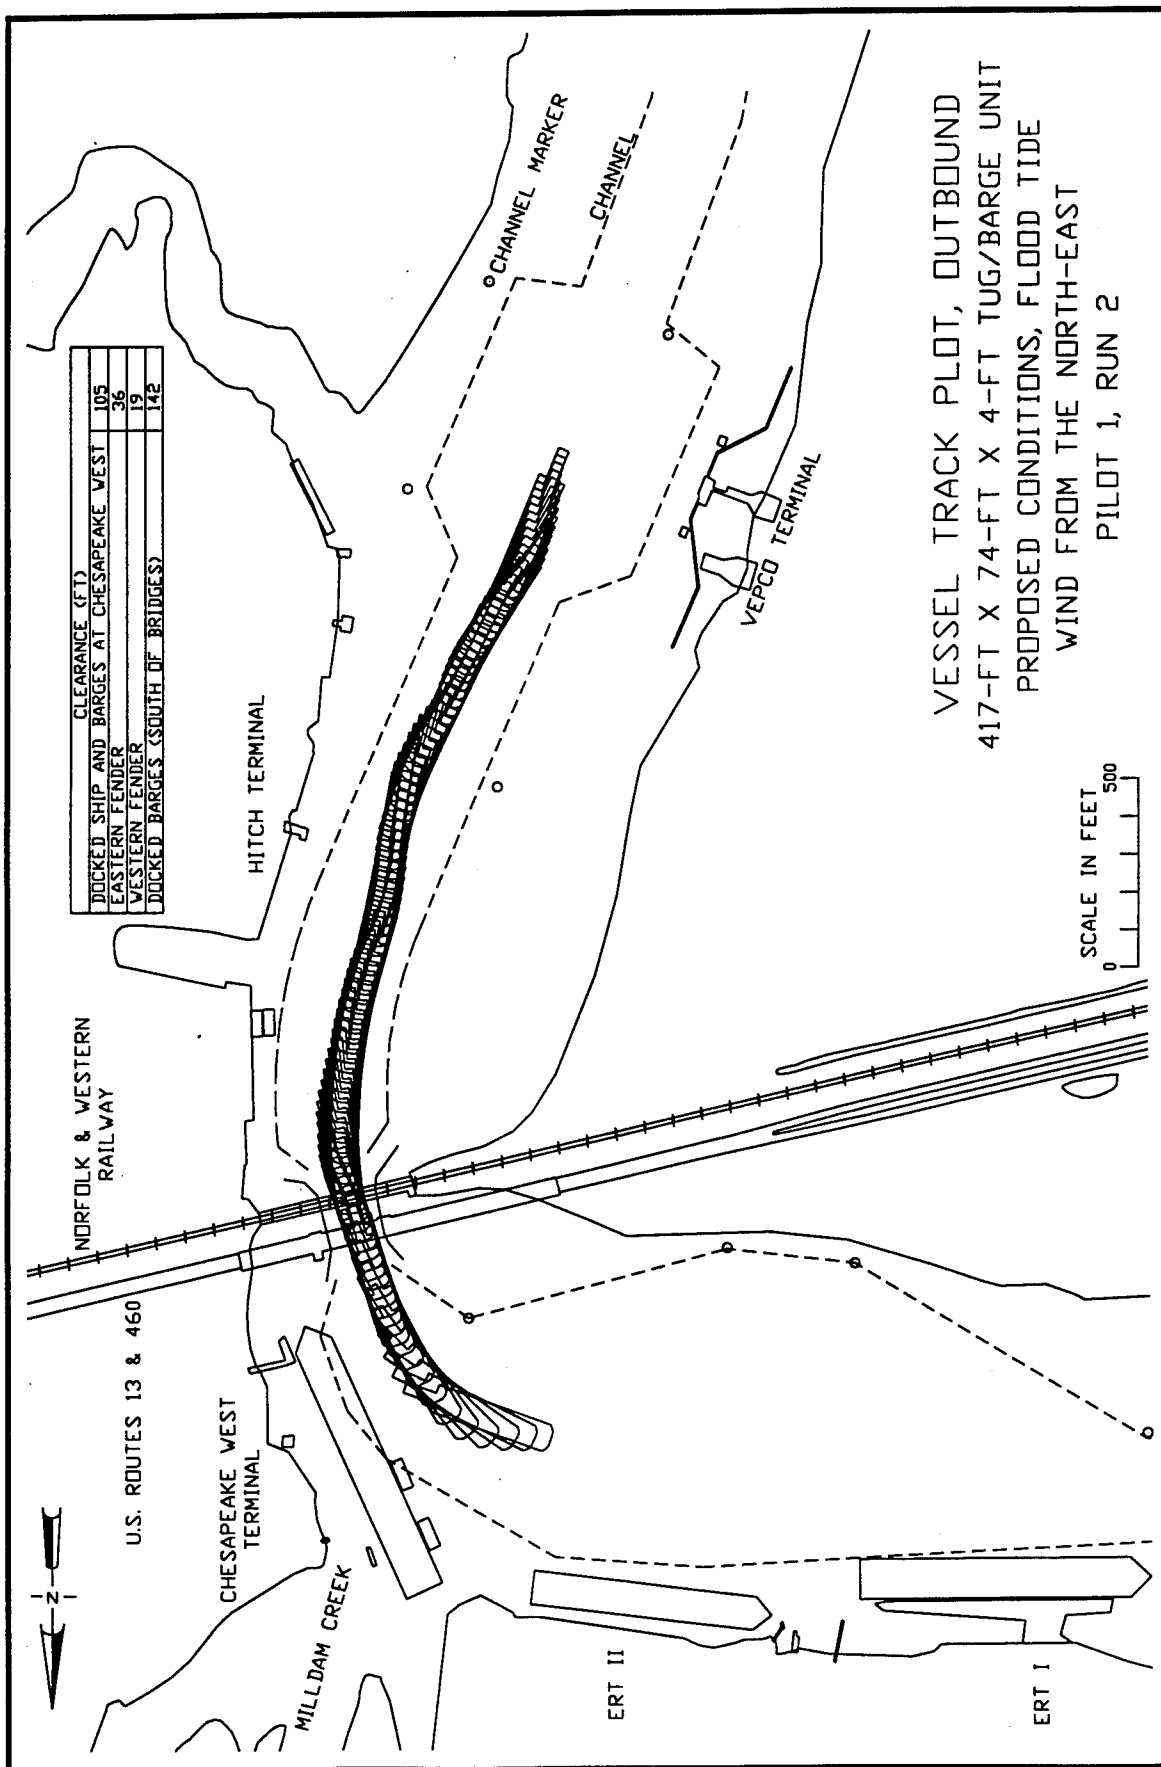 CLEARANCE (FT)
DOCKED SHIP AND BARGES AT CHESAPEAKE WEST 105
EASTERN FENDER 36
WESTERN FENDER 19
DOCKED BARGES (SOUTH OF BRIDGES) 142
NORFOLK & WESTERN
RAILWAY
U.S. ROUTES 13 & 460
CHESAPEAKE WEST
TERMINAL
N
MILLDAM CREEK
HITCH TERMINAL
CHANNEL MARKER
CHANNEL
VEPCO TERMINAL
ERT II
ERT I
SCALE IN FEET
0 500
VESSEL TRACK PLOT, OUTBOUND
417-FT X 74-FT X 4-FT TUG/BARGE UNIT
PROPOSED CONDITIONS, FLOOD TIDE
WIND FROM THE NORTH-EAST
PILOT 1, RUN 2